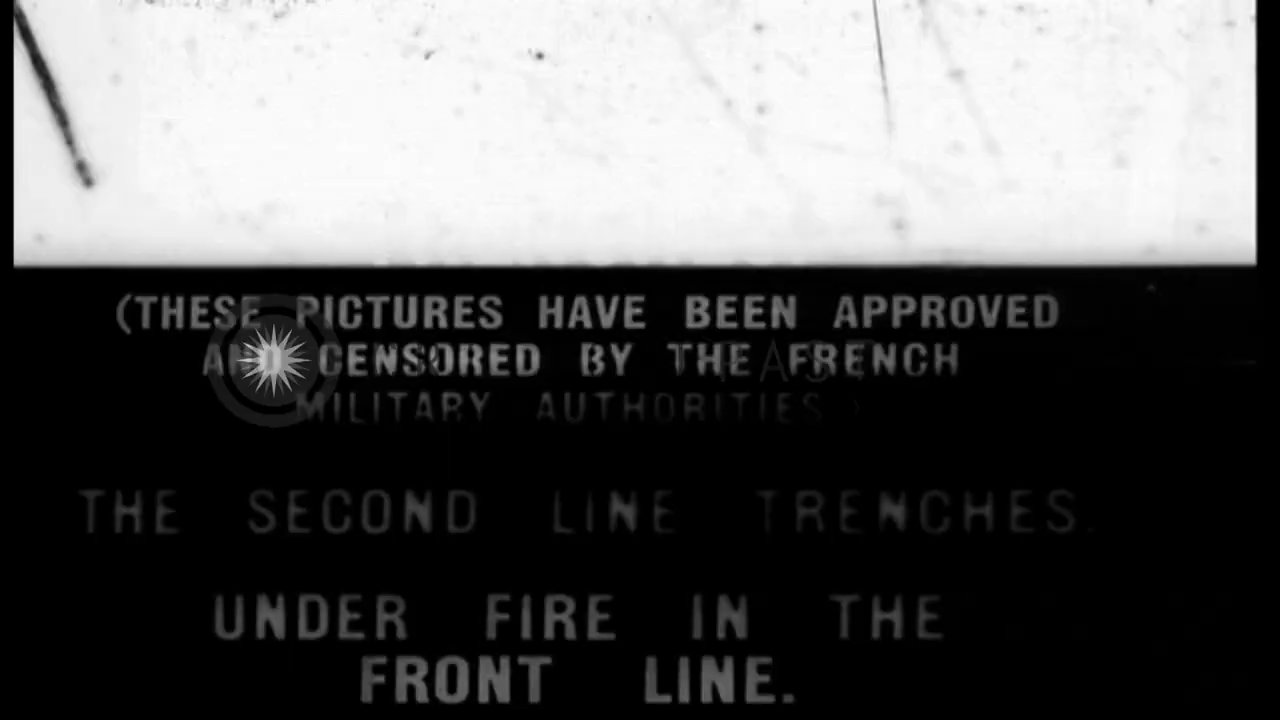 (THESE PICTURES HAVE BEEN APPROVED
AND CENSORED BY THE FRENCH
MILITARY AUTHORITIES)
THE SECOND LINE TRENCHES.
UNDER FIRE IN THE
FRONT LINE.